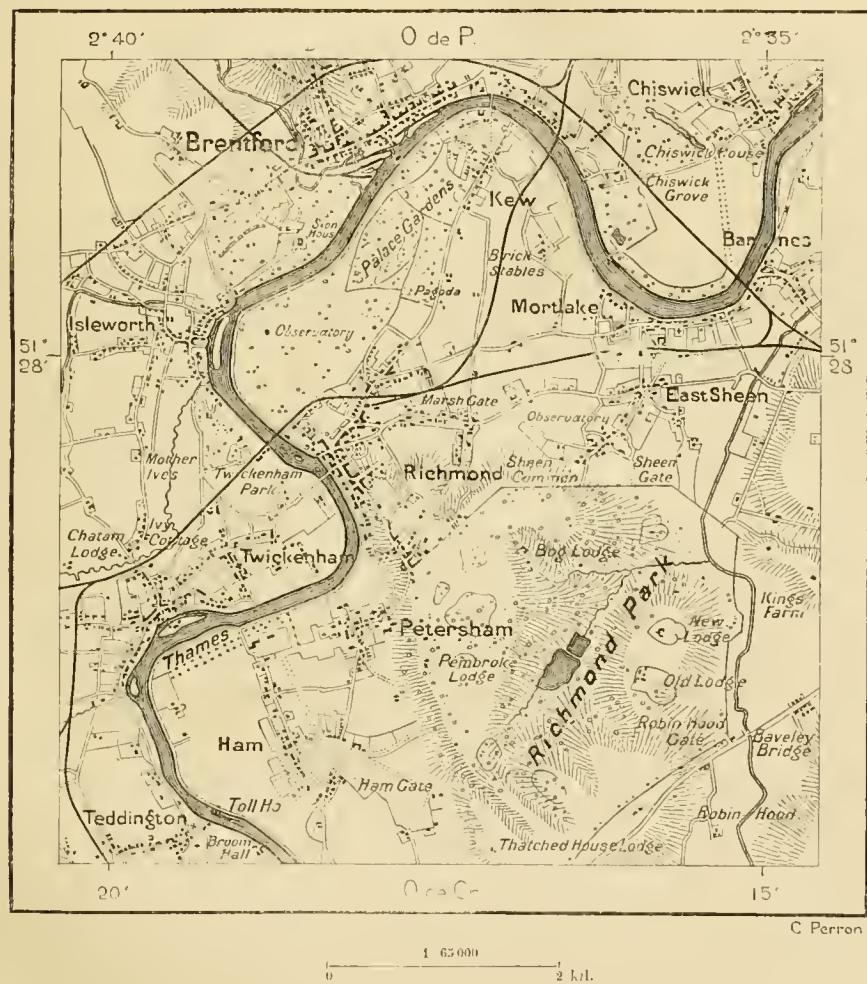 2°40'
O de P.
2°35'
Chiswick
Brentford
Chiswick House
Chiswick
Grove
Kew
Sion
House
Palace Gardens
Brick
Stables
Pagoda
Mortlake
Isleworth
Observatory
51°
28'
51°
28'
Marsh Gate
East Sheen
Observatory
Mother
Ives
Twickenham
Park
Richmond
Sheen
Common
Sheen
Gate
Chatam
Lodge
Ivy
Cottage
Twickenham
Bog Lodge
Richmond Park
Kings
Farm
New
Lodge
Thames
Petersham
Pembroke
Lodge
Old Lodge
Robin Hood
Gate
Baveley
Bridge
Ham
Ham Gate
Teddington
Toll Ho
Broom
Hall
Robin Hood
Thatched House Lodge
20'
15'
C Perron
0
2 kil.